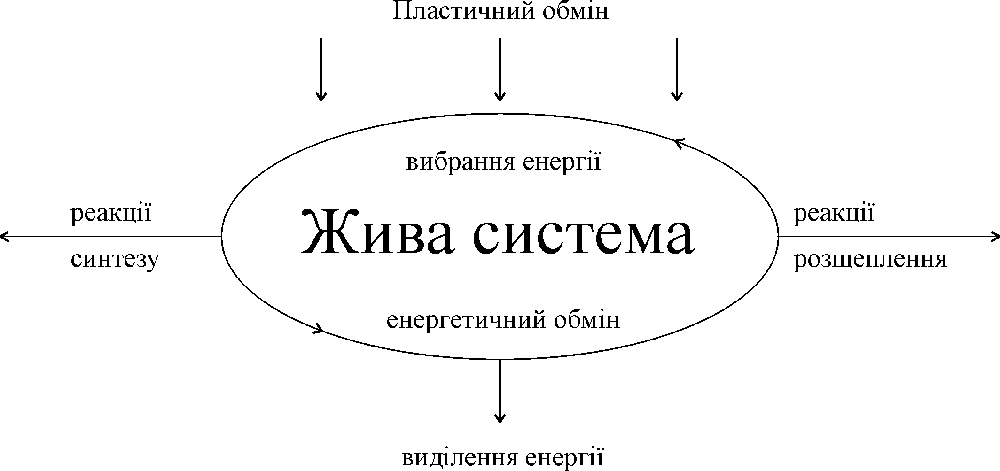 Пластичний обмін
вибрання енергії
реакції
синтезу
Жива система
реакції
розщеплення
енергетичний обмін
виділення енергії